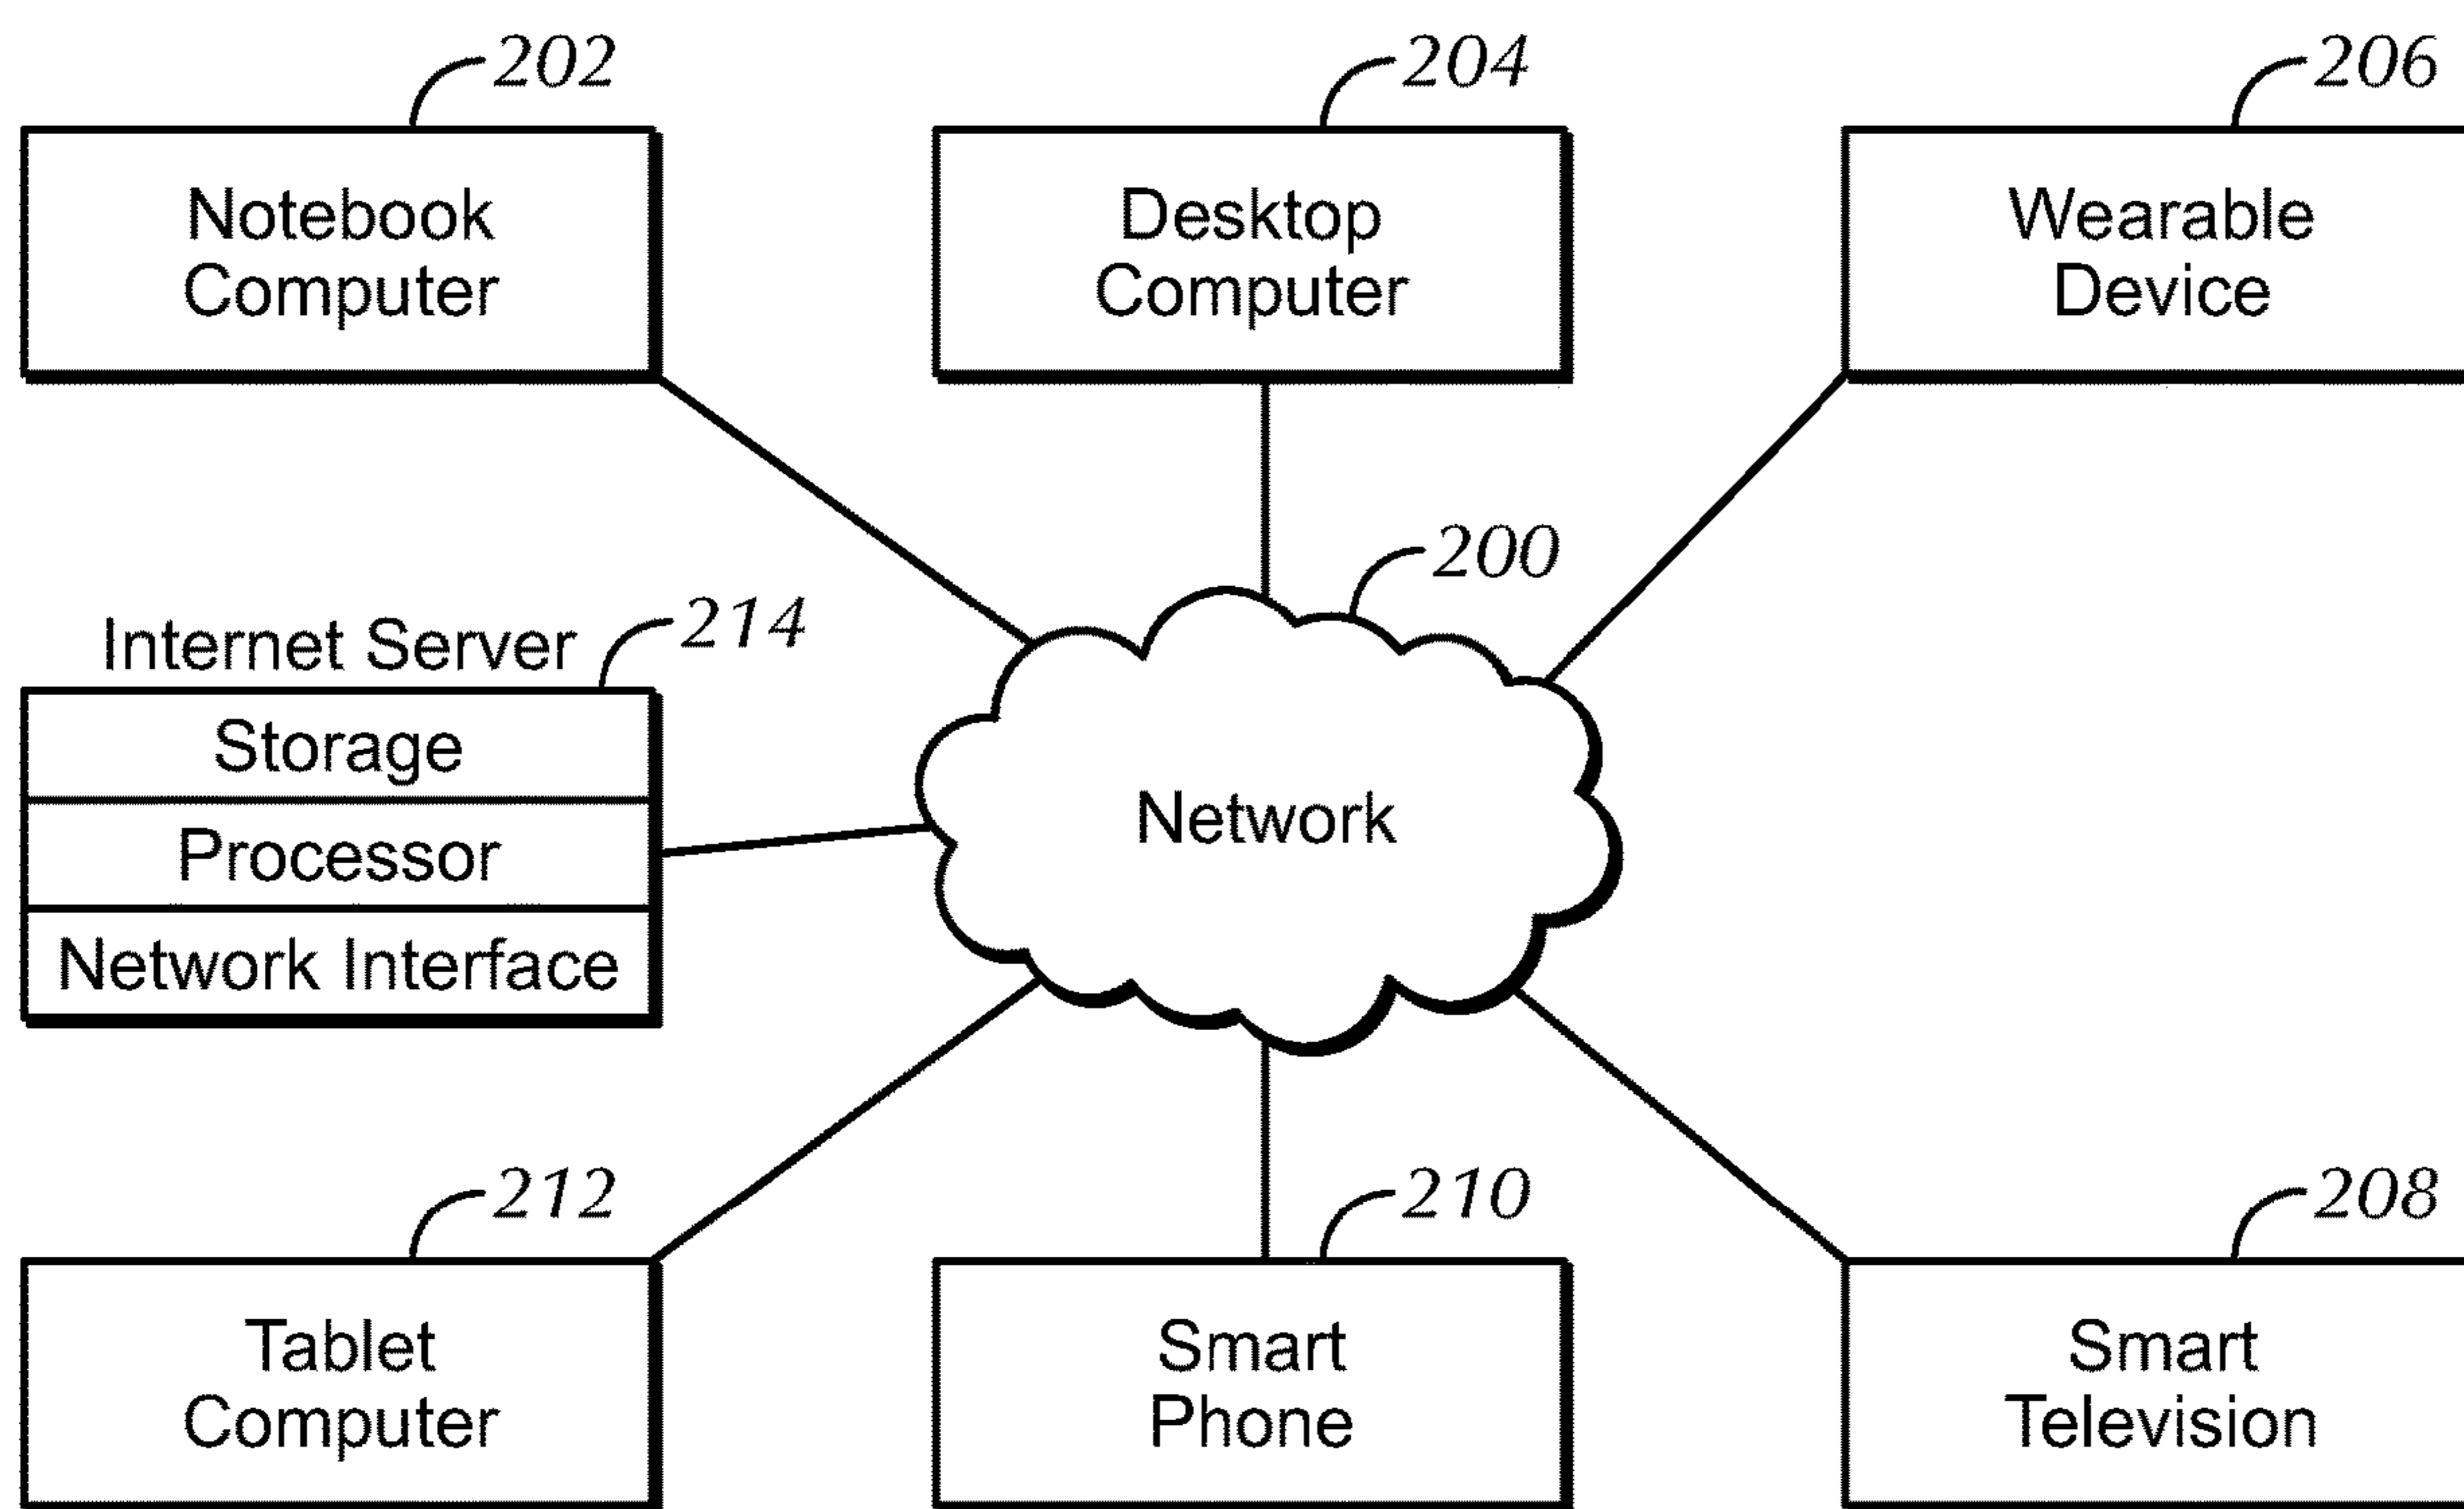 202
204
206
Notebook
Computer
Desktop
Computer
Wearable
Device
200
Internet Server
214
Storage
Processor
Network Interface
Network
212
210
208
Tablet
Computer
Smart
Phone
Smart
Television